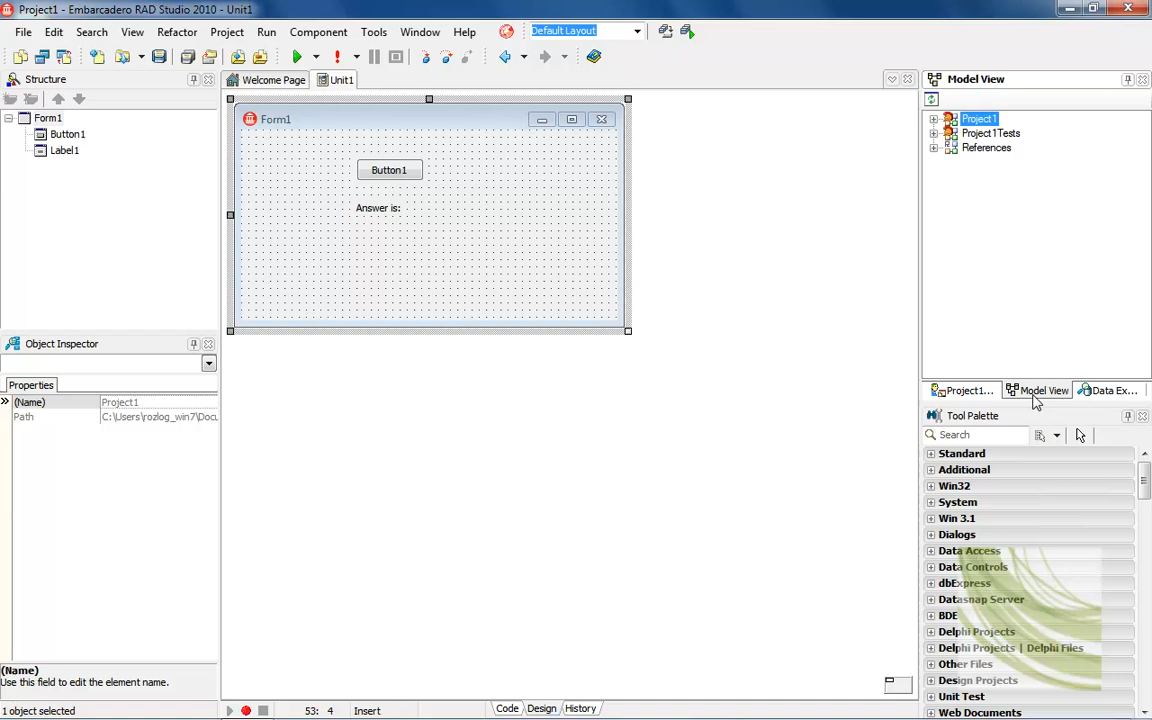 Project1 - Embarcadero RAD Studio 2010 - Unit1
File Edit Search View Refactor Project Run Component Tools Window Help Default Layout
Structure
Welcome Page Unit1
Model View
Form1
Button1
Label1
Form1
Button1
Answer is:
Project1
Project1Tests
References
Object Inspector
Properties
(Name) Project1
Path C:\Users\rozlog_win7\Docu
Project1... Model View Data Ex...
Tool Palette
Search
Standard
Additional
Win32
System
Win 3.1
Dialogs
Data Access
Data Controls
dbExpress
Datasnap Server
BDE
Delphi Projects
Delphi Projects | Delphi Files
Other Files
Design Projects
Unit Test
Web Documents
(Name)
Use this field to edit the element name.
1 object selected
53: 4 Insert
Code Design History